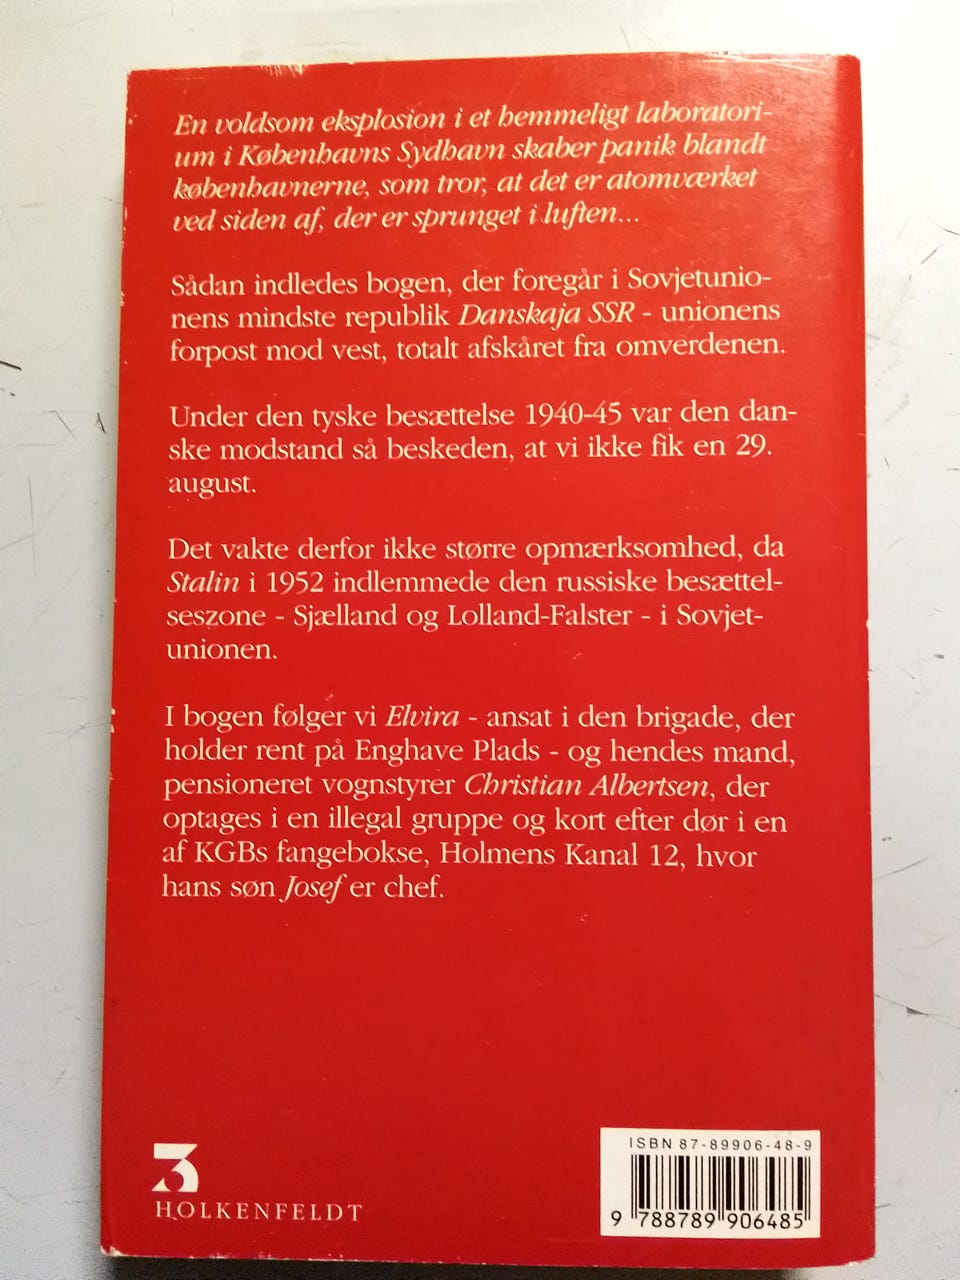 En voldsom eksplosion i et hemmeligt laboratori-
um i Københavns Sydhavn skaber panik blandt
københavnerne, som tror, at det er atomværket
ved siden af, der er sprunget i luften...
Sådan indledes bogen, der foregår i Sovjetunio-
nens mindste republik Danskaja SSR - unionens
forpost mod vest, totalt afskåret fra omverdenen.
Under den tyske besættelse 1940-45 var den dan-
ske modstand så beskeden, at vi ikke fik en 29.
august.
Det vakte derfor ikke større opmærksomhed, da
Stalin i 1952 indlemmede den russiske besættel-
seszone - Sjælland og Lolland-Falster - i Sovjet-
unionen.
I bogen følger vi Elvira - ansat i den brigade, der
holder rent på Enghave Plads - og hendes mand,
pensioneret vognstyrer Christian Albertsen, der
optages i en illegal gruppe og kort efter dør i en
af KGBs fangebokse, Holmens Kanal 12, hvor
hans søn Josef er chef.
3
HOLKENFELDT
ISBN 87-89906-48-9
9 788789 906485